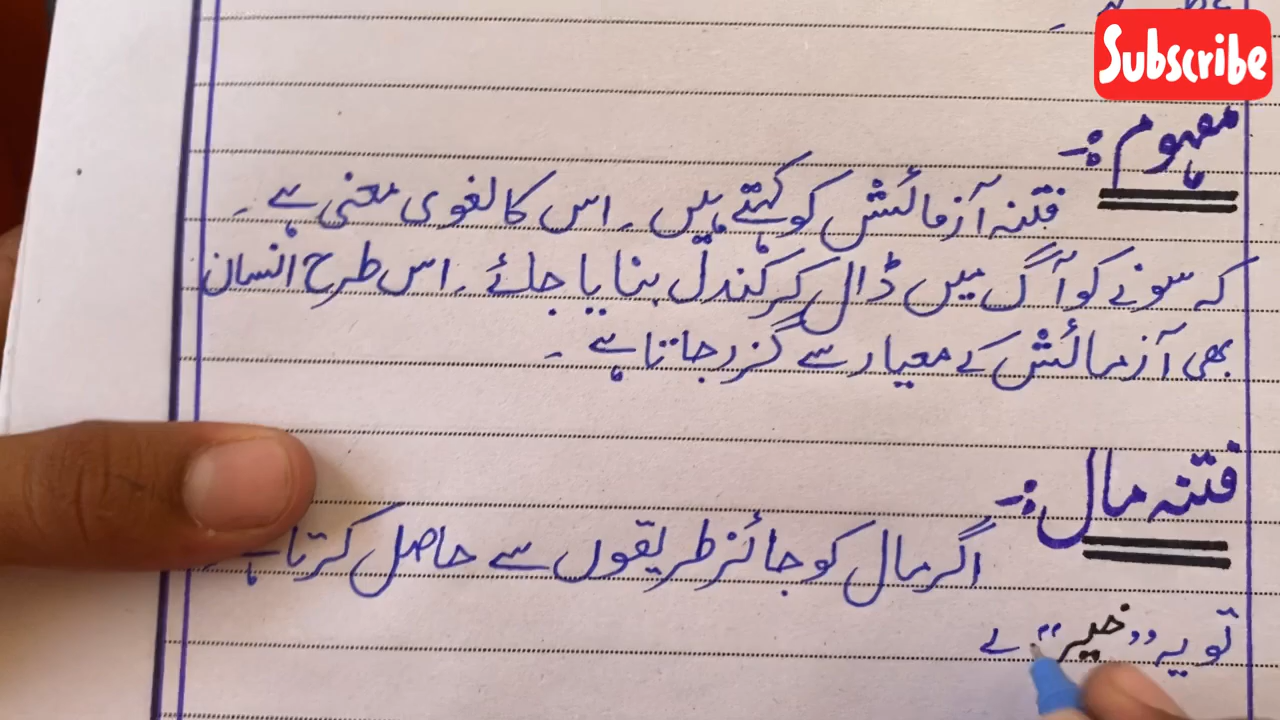 Subscribe
مفہوم:-
فتنہ آزمائش کو کہتے ہیں۔ اس کا لغوی معنی ہے۔
کہ سونے کو آگ میں ڈال کر کندل بنایا جائے۔ اس طرح انسان
بھی آزمائش کے معیار سے گزر جاتا ہے۔
فتنہ مال:-
اگر مال کو جائز طریقوں سے حاصل کرتا ہے۔
تو یہ "خیر"